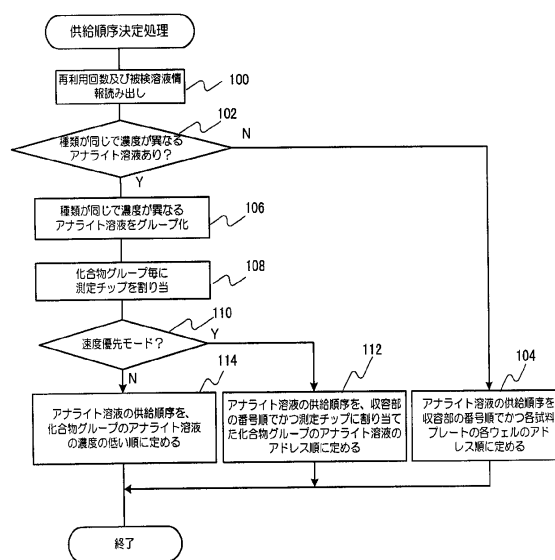 供給順序決定処理
再利用回数及び被検溶液情
報読み出し
100
102
種類が同じで濃度が異なる
アナライト溶液あり？
N
Y
種類が同じで濃度が異なる
アナライト溶液をグループ化
106
化合物グループ毎に
測定チップを割り当
108
110
速度優先モード？
Y
N
114
アナライト溶液の供給順序を、
化合物グループのアナライト溶液
の濃度の低い順に定める
112
アナライト溶液の供給順序を、収容部
の番号順でかつ測定チップに割り当て
た化合物グループのアナライト溶液の
アドレス順に定める
104
アナライト溶液の供給順序を
収容部の番号順でかつ各試料
プレートの各ウェルのアド
レス順に定める
終了